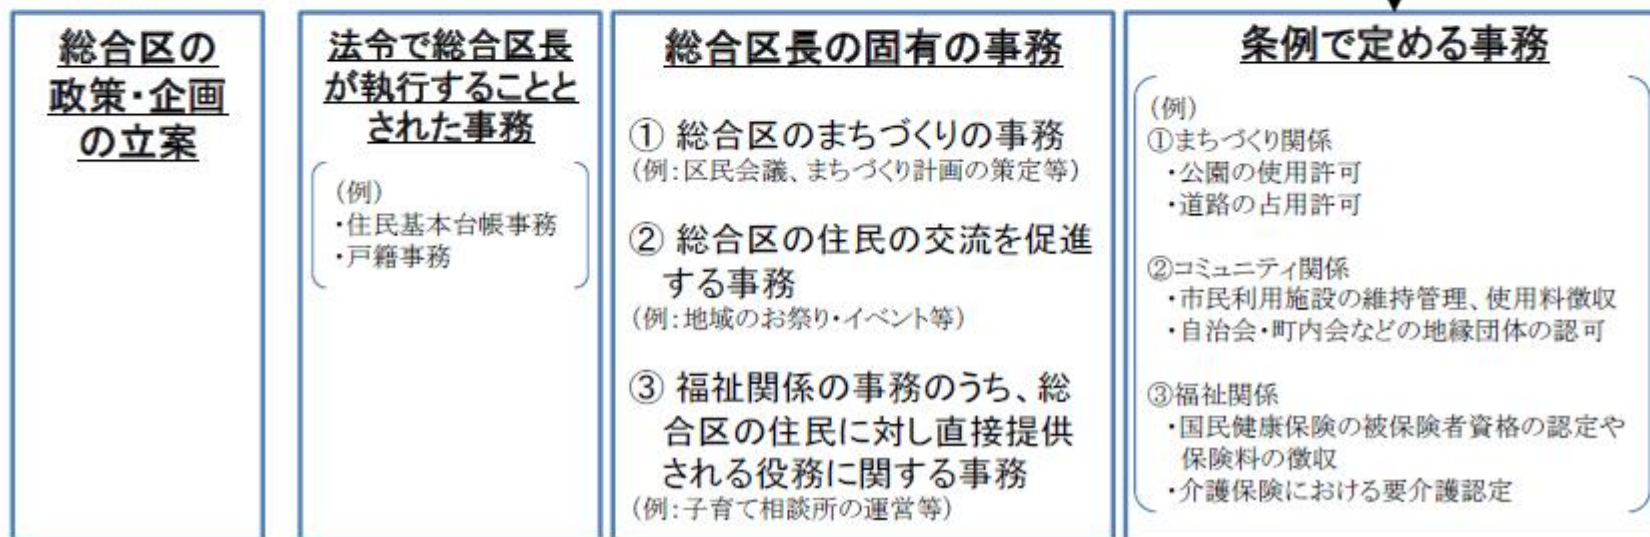 総合区の
政策・企画
の立案
法令で総合区長
が執行することと
された事務
(例)
・住民基本台帳事務
・戸籍事務
総合区長の固有の事務
① 総合区のまちづくりの事務
(例:区民会議、まちづくり計画の策定等)
② 総合区の住民の交流を促進
する事務
(例:地域のお祭り・イベント等)
③ 福祉関係の事務のうち、総
合区の住民に対し直接提供
される役務に関する事務
(例:子育て相談所の運営等)
条例で定める事務
(例)
①まちづくり関係
・公園の使用許可
・道路の占用許可
②コミュニティ関係
・市民利用施設の維持管理、使用料徴収
・自治会・町内会などの地縁団体の認可
③福祉関係
・国民健康保険の被保険者資格の認定や
保険料の徴収
・介護保険における要介護認定